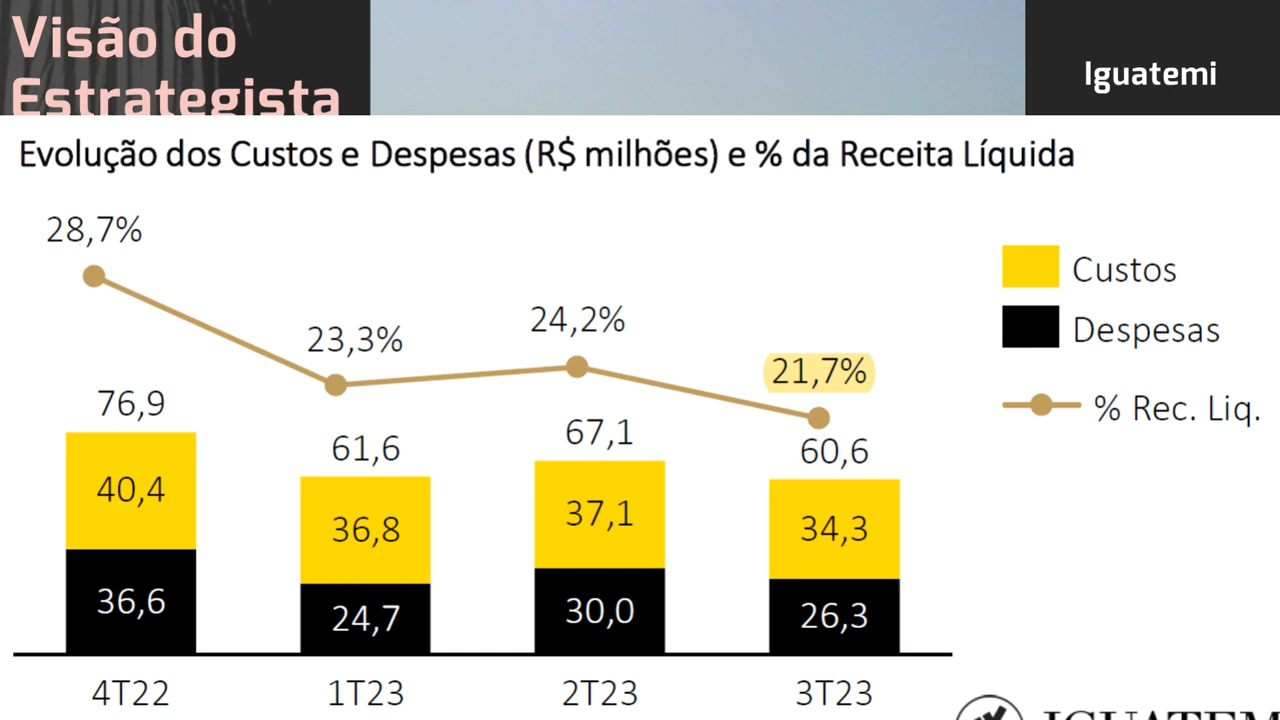 Visão do
Estrategista
Iguatemi
Evolução dos Custos e Despesas (R$ milhões) e % da Receita Líquida
28,7%
23,3%
24,2%
21,7%
Custos
Despesas
% Rec. Liq.
76,9
61,6
67,1
60,6
40,4
36,8
37,1
34,3
36,6
24,7
30,0
26,3
4T22
1T23
2T23
3T23